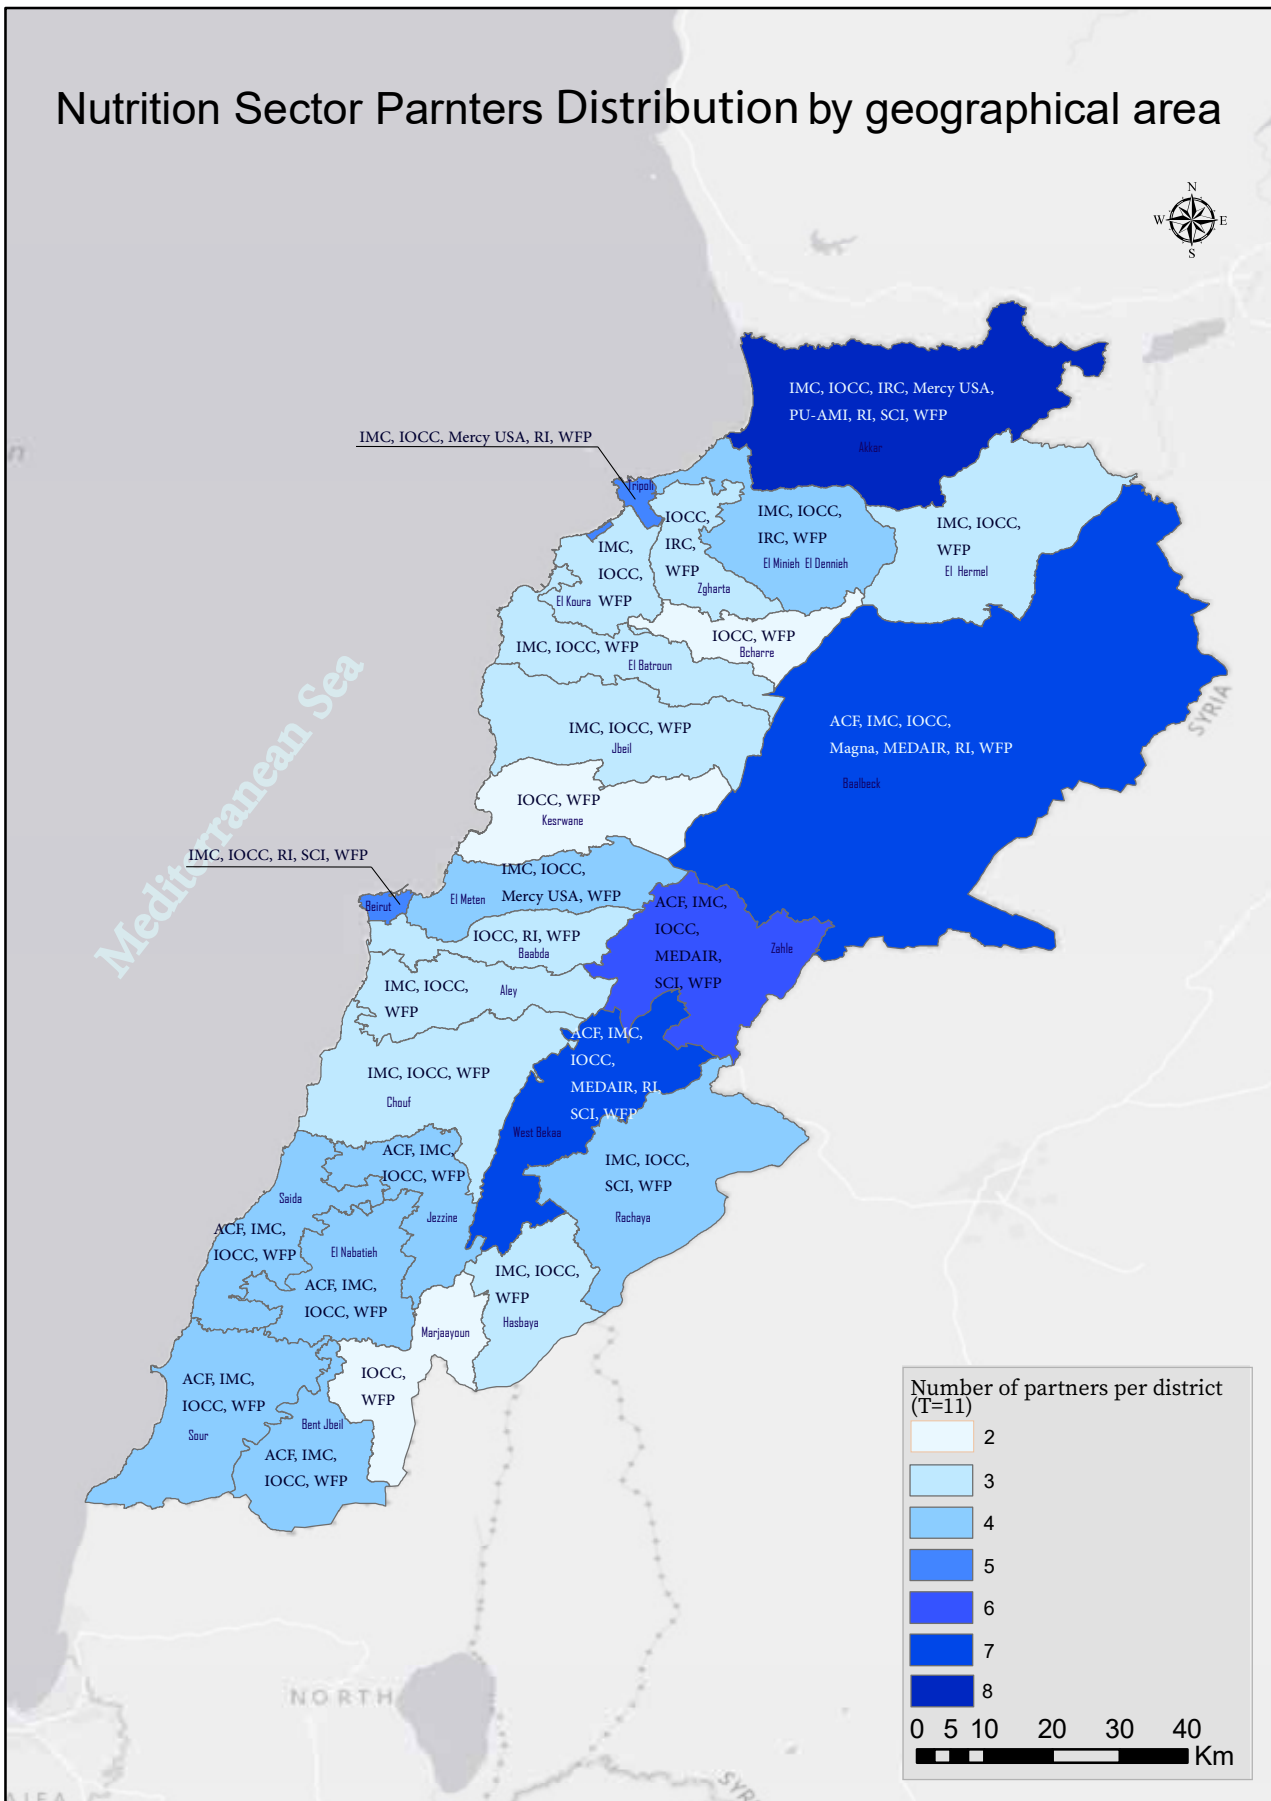 Nutrition Sector Parnters Distribution by geographical area
N
W
E
S
IMC, IOCC, IRC, Mercy USA,
PU-AMI, RI, SCI, WFP
Akkar
IMC, IOCC, Mercy USA, RI, WFP
Tripoli
IOCC,
IRC,
WFP
Zgharta
IMC, IOCC,
IRC, WFP
El Minieh El Dennieh
IMC, IOCC,
WFP
El Hermel
IMC,
IOCC,
WFP
El Koura
IOCC, WFP
Bcharre
IMC, IOCC, WFP
El Batroun
SYRIA
ACF, IMC, IOCC,
Magna, MEDAIR, RI, WFP
Baalbeck
IMC, IOCC, WFP
Jbeil
Mediterranean Sea
IOCC, WFP
Kesrwane
IMC, IOCC, RI, SCI, WFP
Beirut
IMC, IOCC,
Mercy USA, WFP
El Meten
ACF, IMC,
IOCC,
MEDAIR,
SCI, WFP
Zahle
IOCC, RI, WFP
Baabda
IMC, IOCC,
WFP
Aley
ACF, IMC,
IOCC,
MEDAIR, RI,
SCI, WFP
West Bekaa
IMC, IOCC, WFP
Chouf
IMC, IOCC,
SCI, WFP
Rachaya
ACF, IMC,
IOCC, WFP
Jezzine
Saida
ACF, IMC,
IOCC, WFP
El Nabatieh
ACF, IMC,
IOCC, WFP
IMC, IOCC,
WFP
Hasbaya
Marjaayoun
IOCC,
WFP
ACF, IMC,
IOCC, WFP
Sour
Bent Jbeil
ACF, IMC,
IOCC, WFP
Number of partners per district
(T=11)
2
3
4
5
6
7
8
0 5 10 20 30 40
Km
NORTH